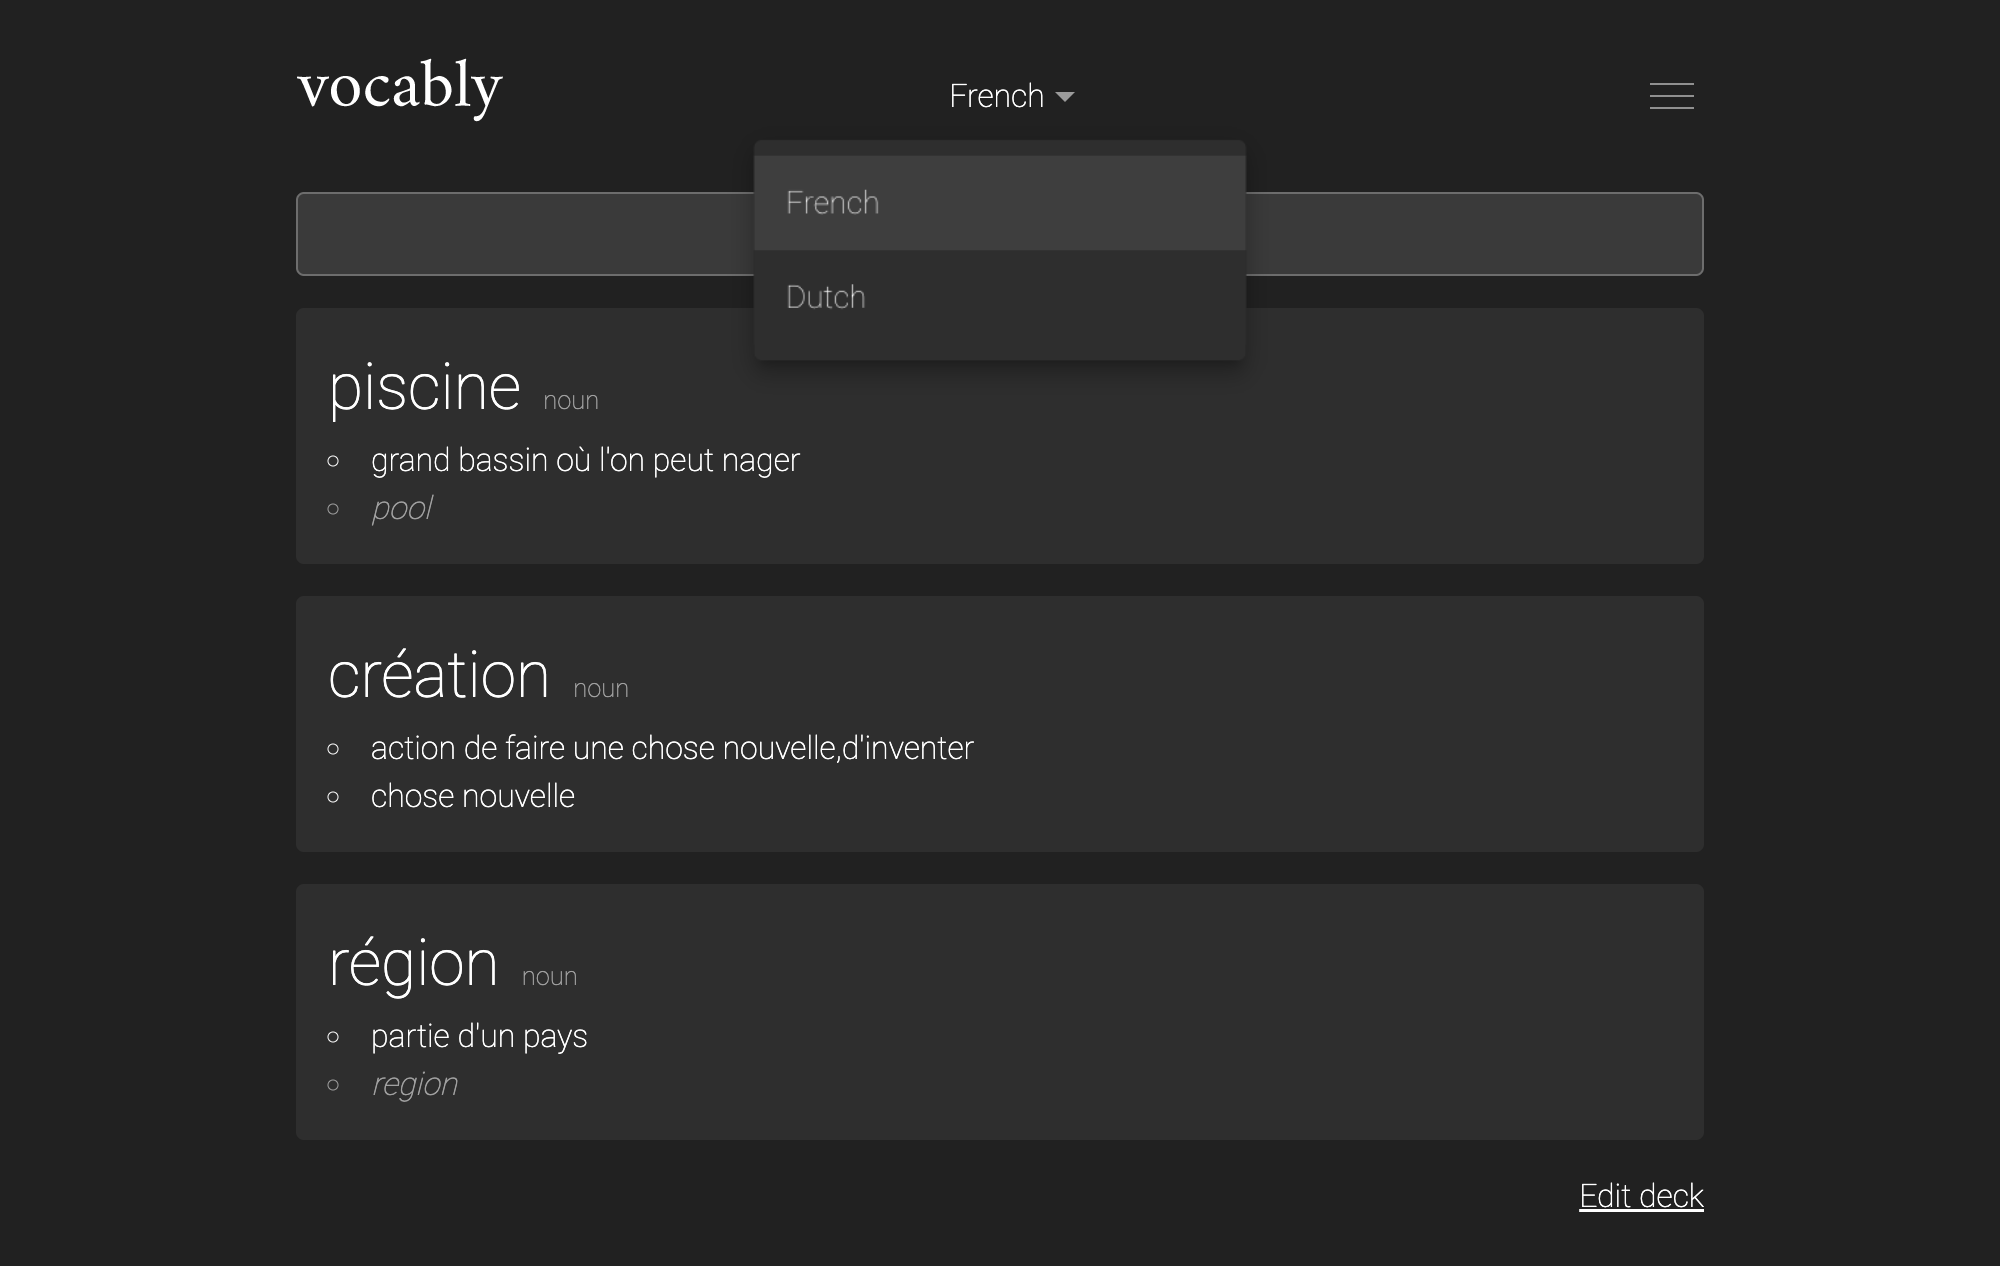 vocably
French
French
Dutch
piscine noun
grand bassin où l'on peut nager
pool
création noun
action de faire une chose nouvelle,d'inventer
chose nouvelle
région noun
partie d'un pays
region
Edit deck